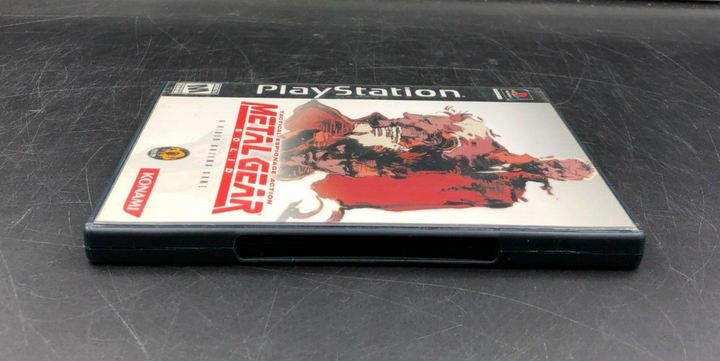 PlayStation
TACTICAL ESPIONAGE ACTION
METAL GEAR
SOLID
A HIDEO KOJIMA GAME
KONAMI